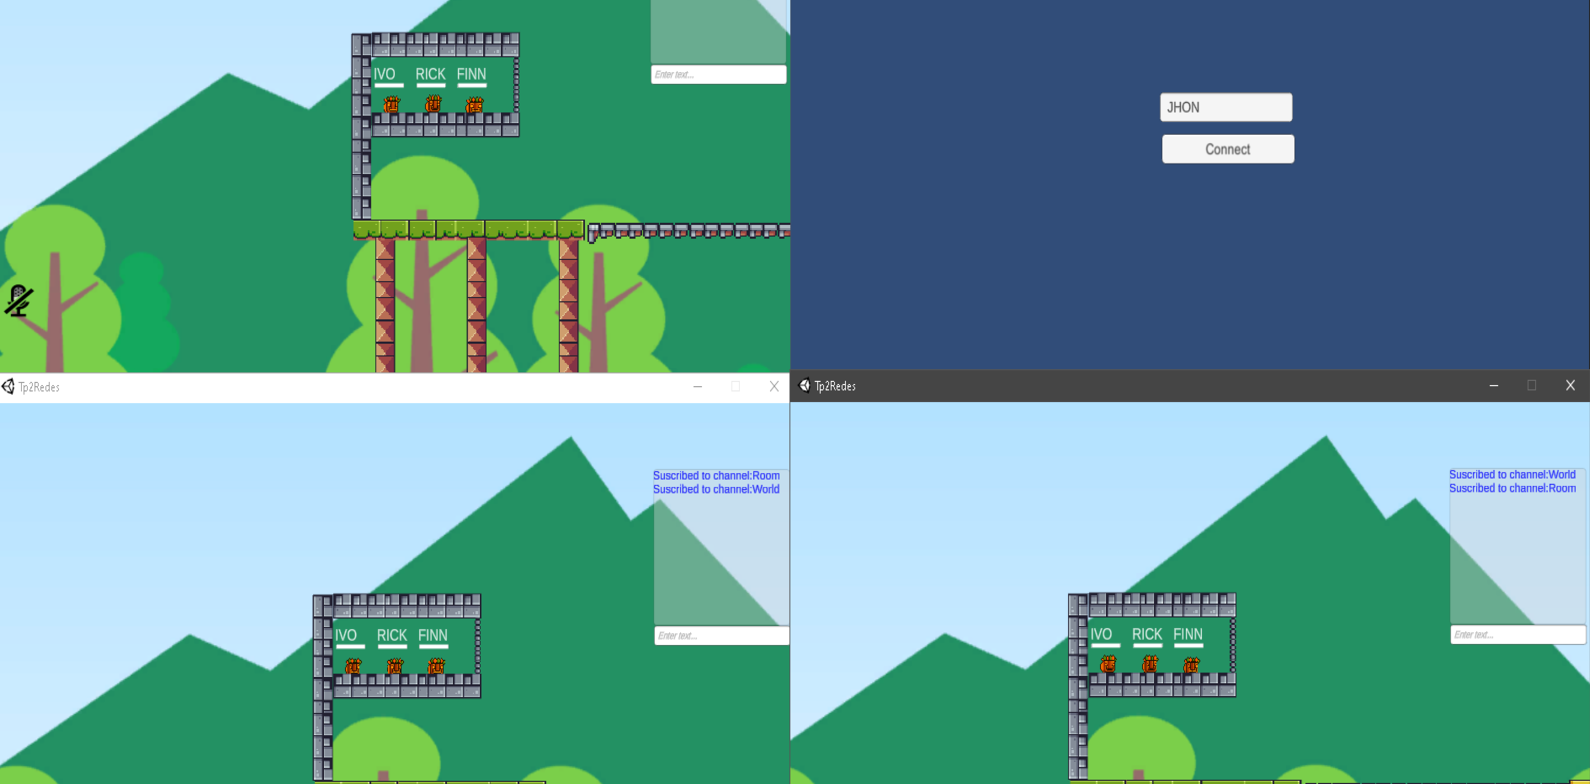 IVO RICK FINN
Enter text...
JHON
Connect
Tp2Redes
Suscribed to channel:Room
Suscribed to channel:World
IVO RICK FINN
Enter text...
Tp2Redes
Suscribed to channel:World
Suscribed to channel:Room
IVO RICK FINN
Enter text...